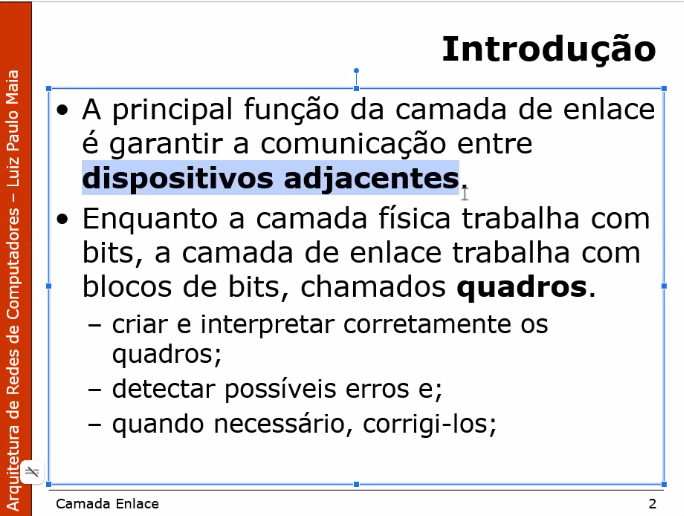 Introdução
• A principal função da camada de enlace
é garantir a comunicação entre
dispositivos adjacentes.
• Enquanto a camada física trabalha com
bits, a camada de enlace trabalha com
blocos de bits, chamados quadros.
– criar e interpretar corretamente os
quadros;
– detectar possíveis erros e;
– quando necessário, corrigi-los;
Arquitetura de Redes de Computadores – Luiz Paulo Maia
Camada Enlace
2